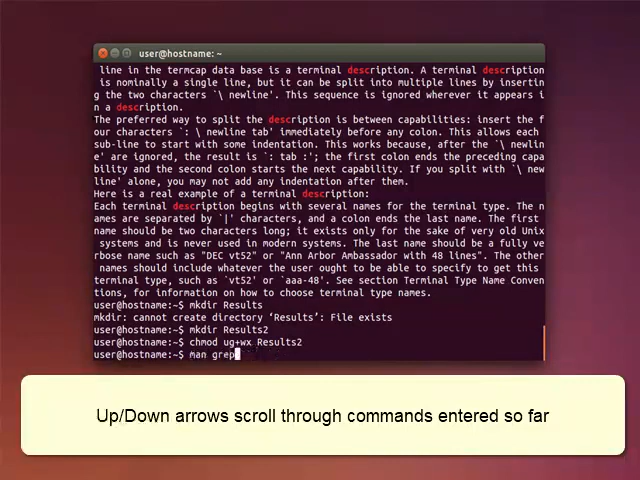 user@hostname: ~
line in the termcap data base is a terminal description. A terminal description
is nominally a single line, but it can be split into multiple lines by insertin
g the two characters `\ newline'. This sequence is ignored wherever it appears i
n a description.
The preferred way to split the description is between capabilities: insert the f
our characters `: \ newline tab' immediately before any colon. This allows each
sub-line to start with some indentation. This works because, after the `\ newlin
e' are ignored, the result is `: tab :'; the first colon ends the preceding capa
bility and the second colon starts the next capability. If you split with `\ new
line' alone, you may not add any indentation after them.
Here is a real example of a terminal description:
Each terminal description begins with several names for the terminal type. The n
ames are separated by `|' characters, and a colon ends the last name. The first
name should be two characters long; it exists only for the sake of very old Unix
systems and is never used in modern systems. The last name should be a fully ve
rbose name such as "DEC vt52" or "Ann Arbor Ambassador with 48 lines". The other
names should include whatever the user ought to be able to specify to get this
terminal type, such as `vt52' or `aaa-48'. See section Terminal Type Name Conven
tions, for information on how to choose terminal type names.
user@hostname:~$ mkdir Results
mkdir: cannot create directory ‘Results’: File exists
user@hostname:~$ mkdir Results2
user@hostname:~$ chmod ug+wx Results2
user@hostname:~$ man grep
Up/Down arrows scroll through commands entered so far